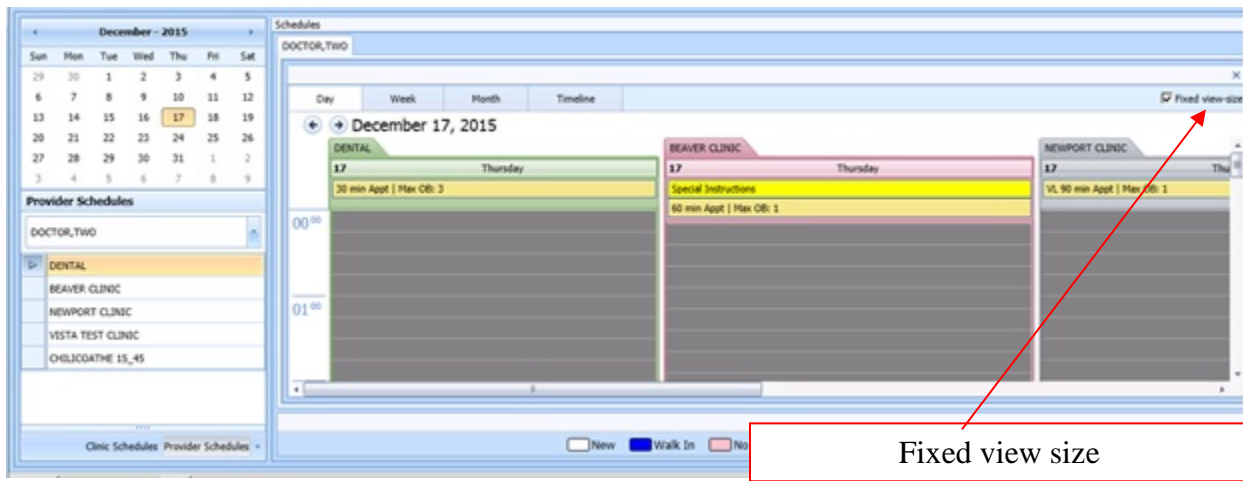 December - 2015
Sun Mon Tue Wed Thu Fri Sat
29 30 1 2 3 4 5
6 7 8 9 10 11 12
13 14 15 16 17 18 19
20 21 22 23 24 25 26
27 28 29 30 31 1 2
3 4 5 6 7 8 9
Provider Schedules
DOCTOR,TWO
DENTAL
BEAVER CLINIC
NEWPORT CLINIC
VISTA TEST CLINIC
CHILICOATHE 15_45
Clinic Schedules Provider Schedules
Schedules
DOCTOR,TWO
Day Week Month Timeline Fixed view-size
December 17, 2015
DENTAL BEAVER CLINIC NEWPORT CLINIC
17 Thursday 17 Thursday 17 Thu
30 min Appt | Max OB: 3 Special Instructions VL 90 min Appt | Max OB: 1
60 min Appt | Max OB: 1
00 00
01 00
New Walk In No
Fixed view size